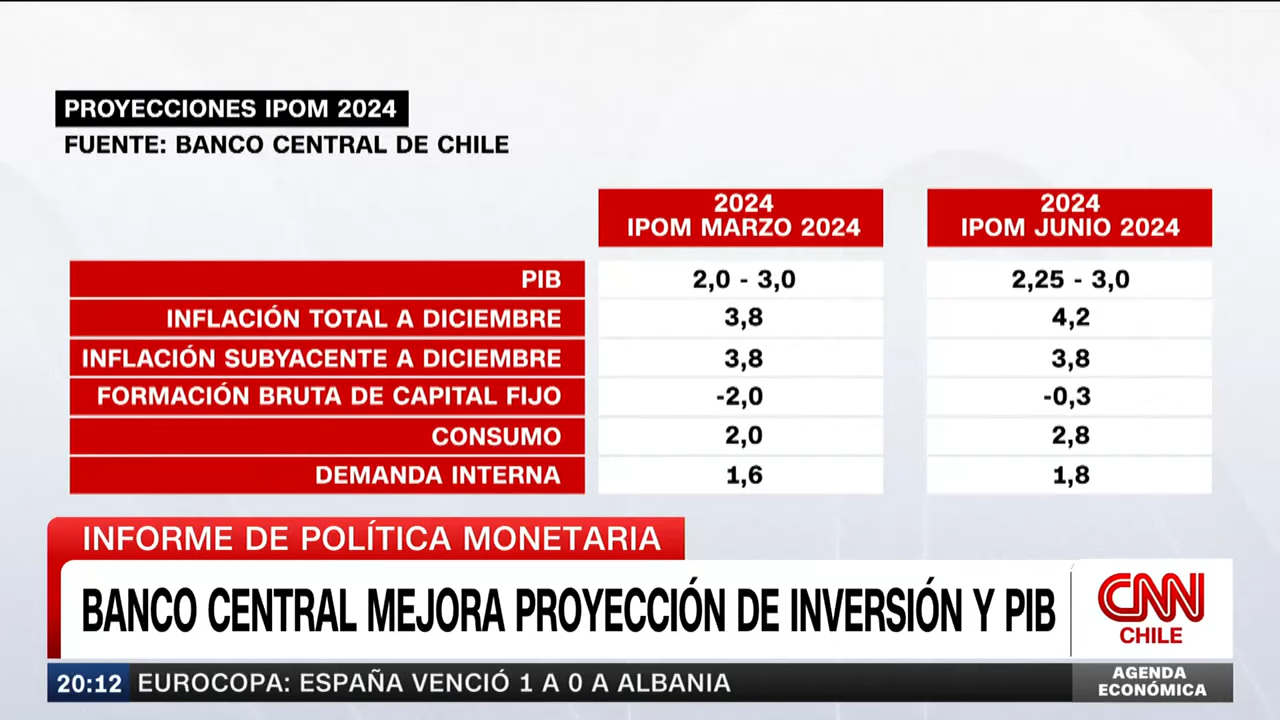 PROYECCIONES IPOM 2024
FUENTE: BANCO CENTRAL DE CHILE
2024
IPOM MARZO 2024
2024
IPOM JUNIO 2024
PIB 2,0 - 3,0 2,25 - 3,0
INFLACIÓN TOTAL A DICIEMBRE 3,8 4,2
INFLACIÓN SUBYACENTE A DICIEMBRE 3,8 3,8
FORMACIÓN BRUTA DE CAPITAL FIJO -2,0 -0,3
CONSUMO 2,0 2,8
DEMANDA INTERNA 1,6 1,8
INFORME DE POLÍTICA MONETARIA
BANCO CENTRAL MEJORA PROYECCIÓN DE INVERSIÓN Y PIB
CNN
CHILE
20:12 EUROCOPA: ESPAÑA VENCIÓ 1 A 0 A ALBANIA
AGENDA
ECONÓMICA